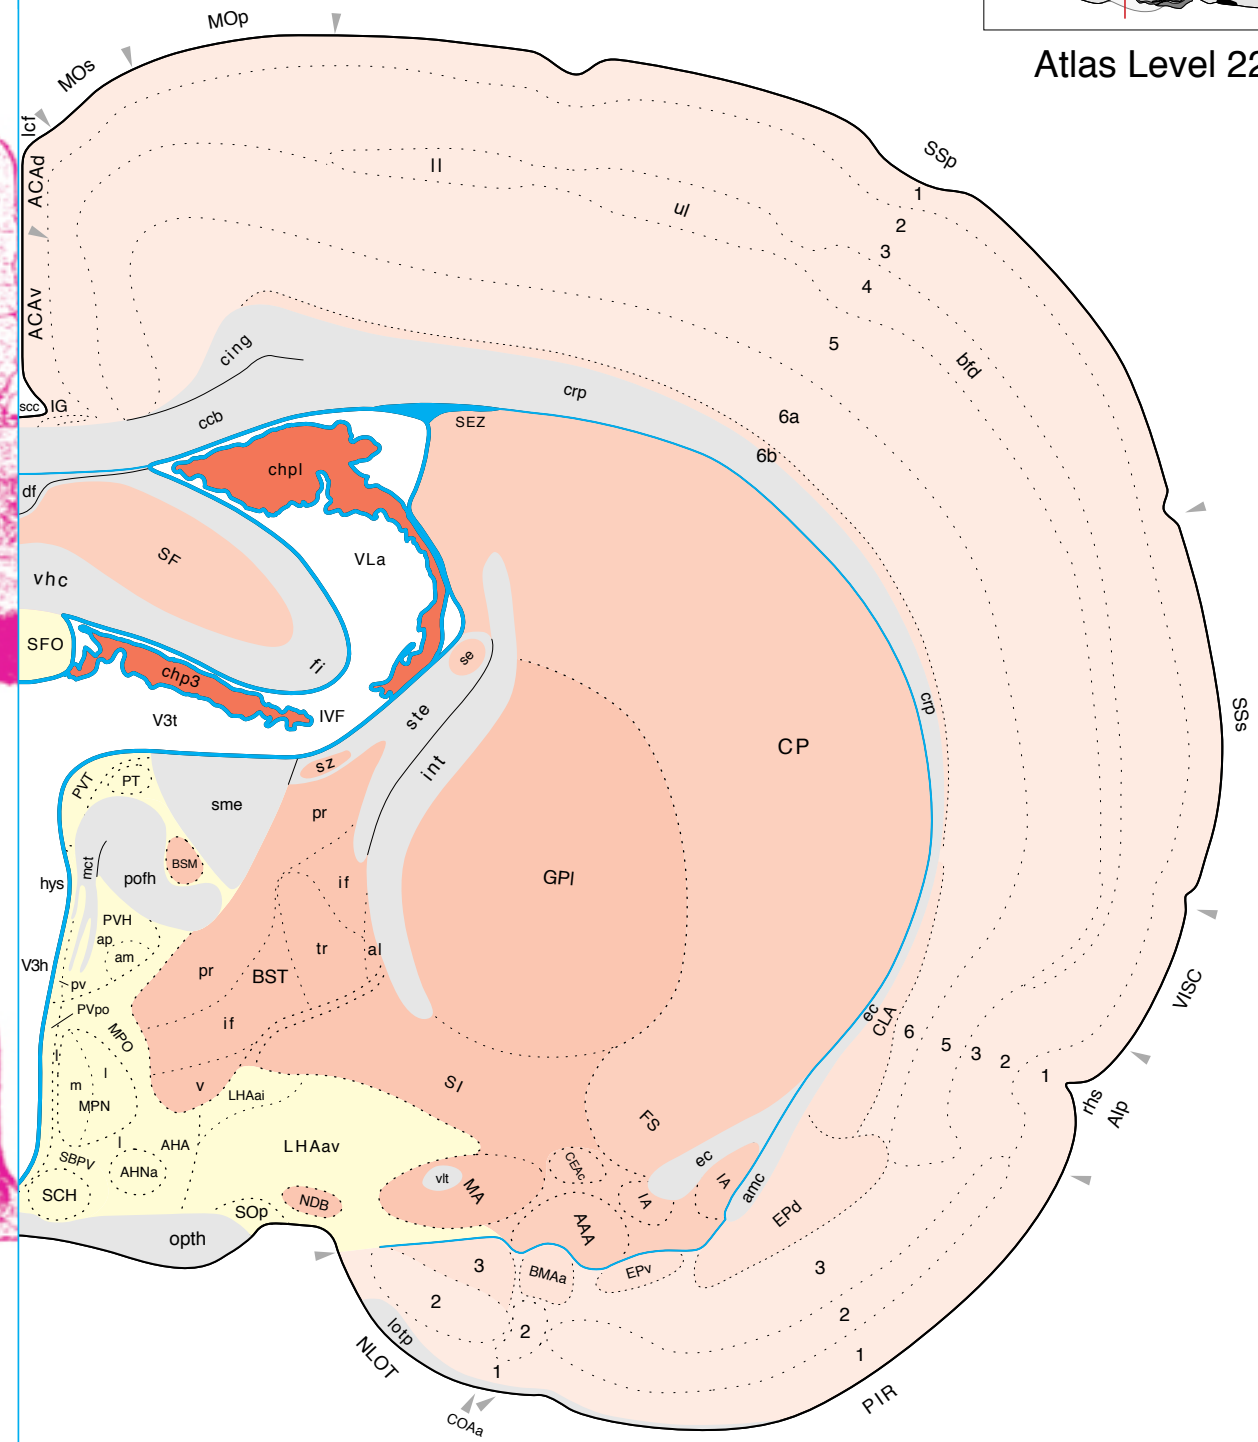 MOp
MOs
Atlas Level 22
lcf
ACAd
SSp
ll
1
ul
2
3
4
ACAv
5
cing
bfd
crp
scc
IG
ccb
6a
SEZ
6b
chpl
df
SF
VLa
vhc
SFO
se
fi
chp3
crp
ste
IVF
V3t
SSs
CP
int
sz
PVT
PT
sme
pr
mct
BSM
hys
pofh
if
GPl
PVH
ap
am
tr
al
V3h
pr
BST
pv
VISC
PVpo
ec
CLA
if
MPO
6
5
3
2
1
l
l
m
v
SI
LHAai
rhs
MPN
AIp
FS
l
AHA
LHAav
SBPV
AHNa
ec
CEAc
vlt
MA
IA
IA
amc
SCH
NDB
SOp
AAA
EPd
opth
3
BMAa
EPv
3
2
2
2
lotp
1
1
NLOT
PIR
COAa